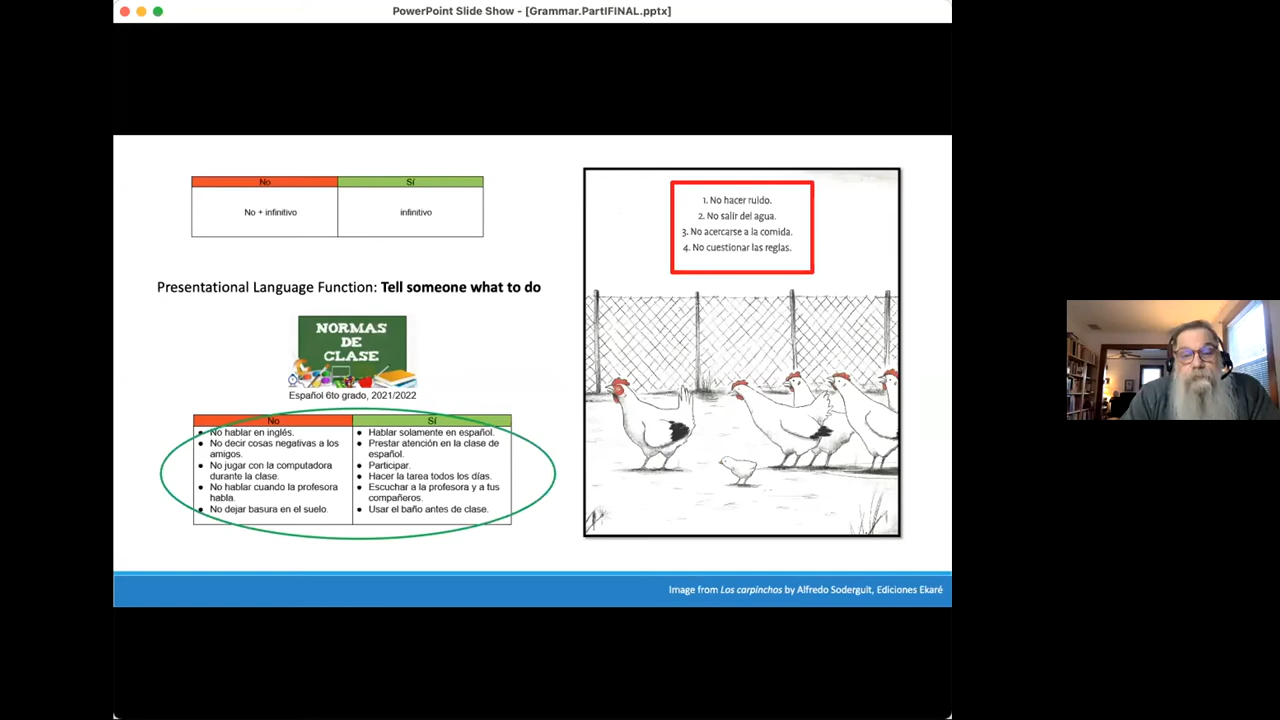 PowerPoint Slide Show - [Grammar.PartIFINAL.pptx]
No Sí
No + infinitivo infinitivo
Presentational Language Function: Tell someone what to do
NORMAS
DE
CLASE
Español 6to grado, 2021/2022
No
No hablar en inglés.
No decir cosas negativas a los
amigos.
No jugar con la computadora
durante la clase.
No hablar cuando la profesora
habla.
No dejar basura en el suelo.
Sí
Hablar solamente en español.
Prestar atención en la clase de
español.
Participar.
Hacer la tarea todos los días.
Escuchar a la profesora y a tus
compañeros.
Usar el baño antes de clase.
1. No hacer ruido.
2. No salir del agua.
3. No acercarse a la comida.
4. No cuestionar las reglas.
Image from Los carpinchos by Alfredo Sodergult, Ediciones Ekaré